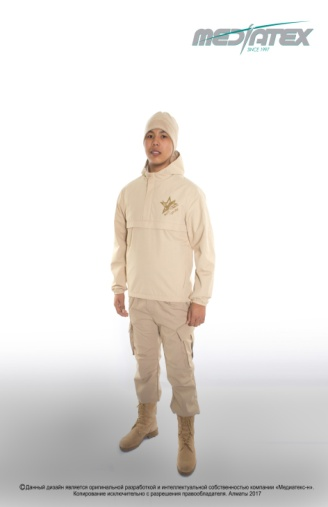 MEDIATEX
SINCE 1997
©Данный дизайн является оригинальной разработкой и интеллектуальной собственностью компании «Медиатекс-н».
Копирование исключительно с разрешения правообладателя. Алматы 2017